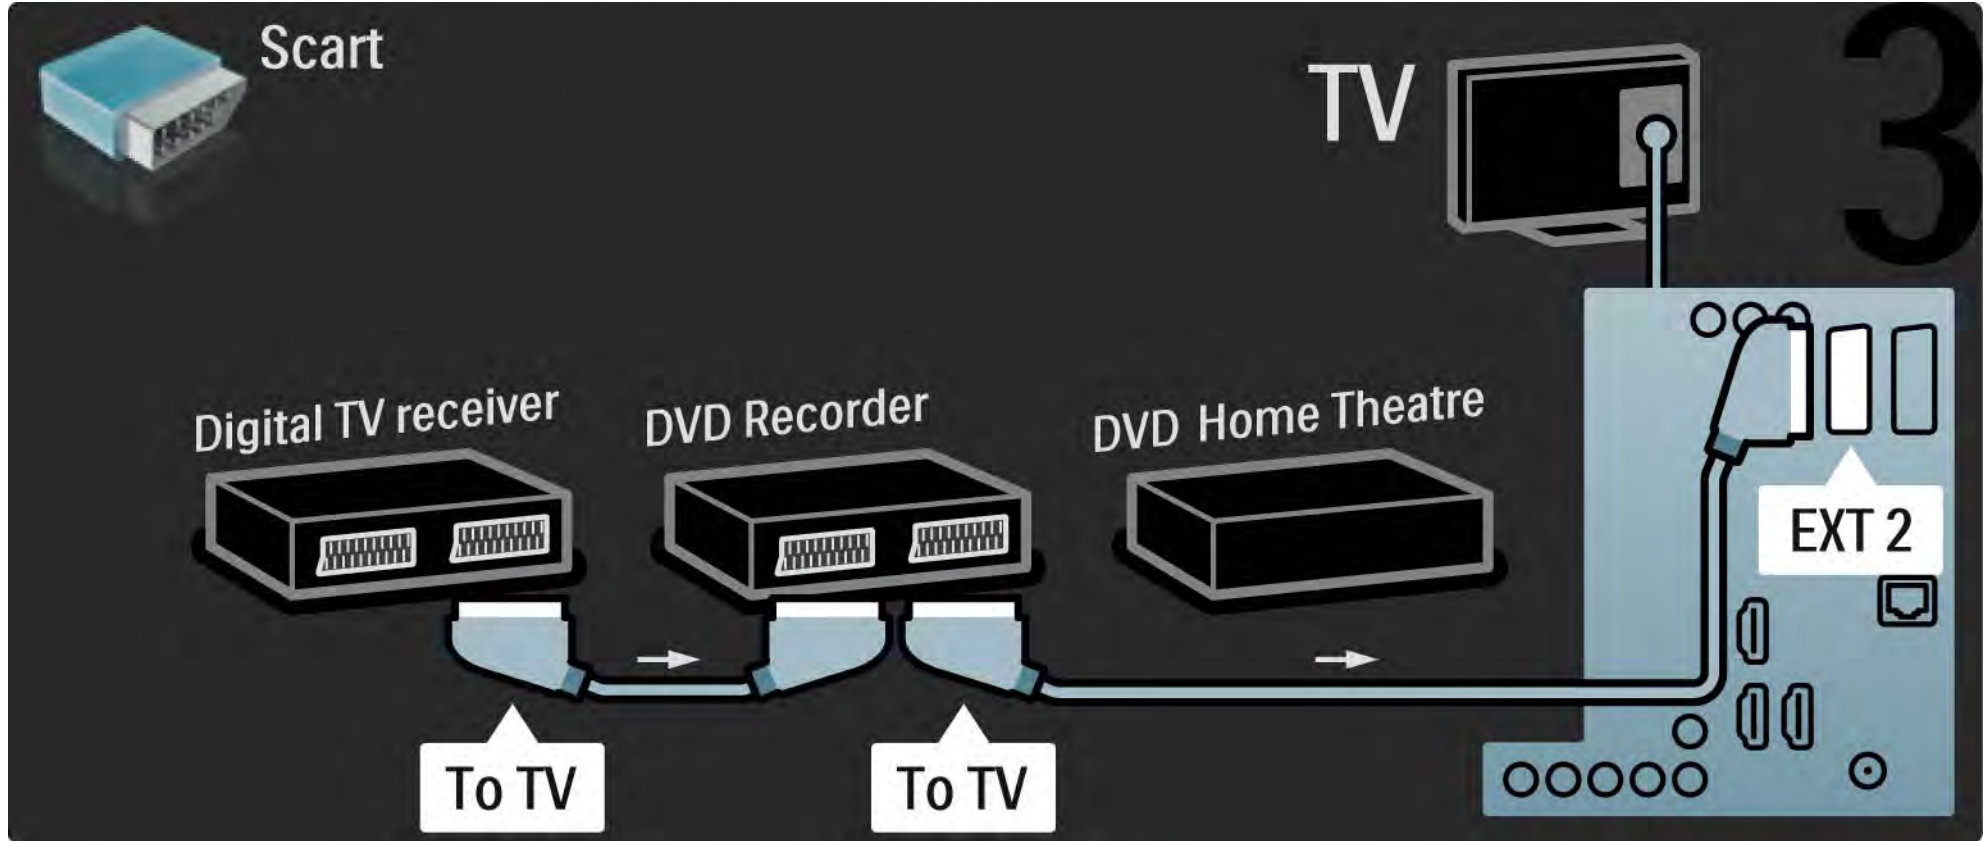 Scart
TV
3
Digital TV receiver
DVD Recorder
DVD Home Theatre
EXT 2
To TV
To TV